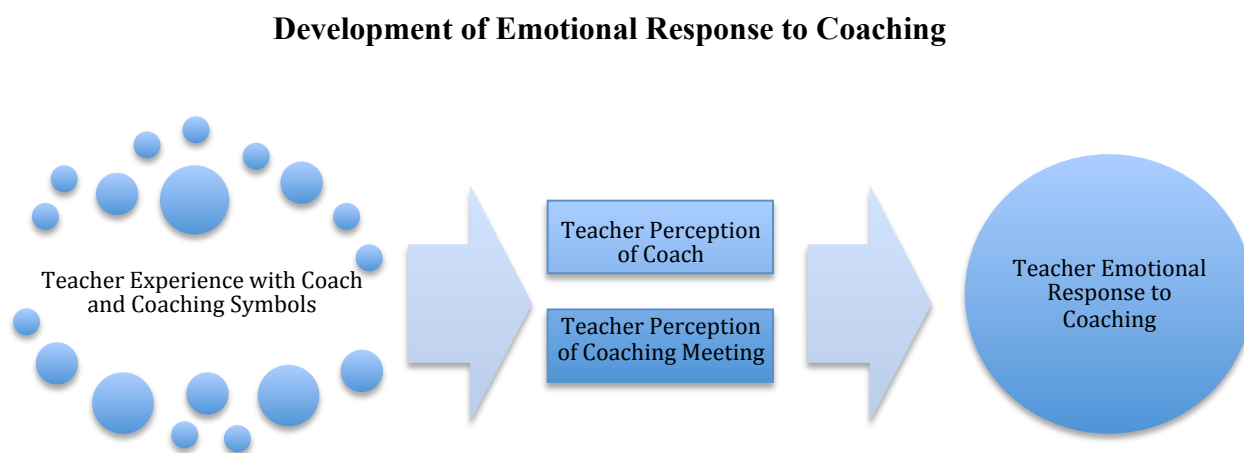 Development of Emotional Response to Coaching
Teacher Experience with Coach
and Coaching Symbols
Teacher Perception
of Coach
Teacher Perception
of Coaching Meeting
Teacher Emotional
Response to
Coaching